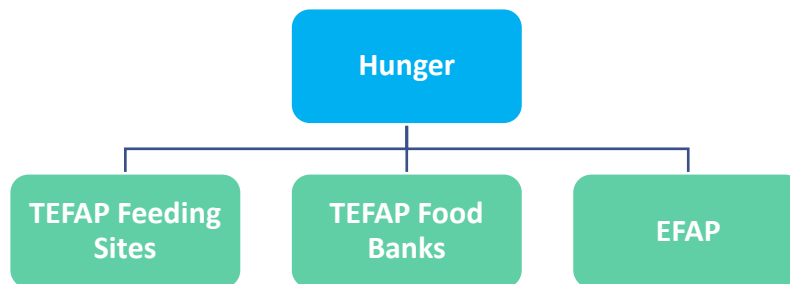 Hunger
TEFAP Feeding
Sites
TEFAP Food
Banks
EFAP